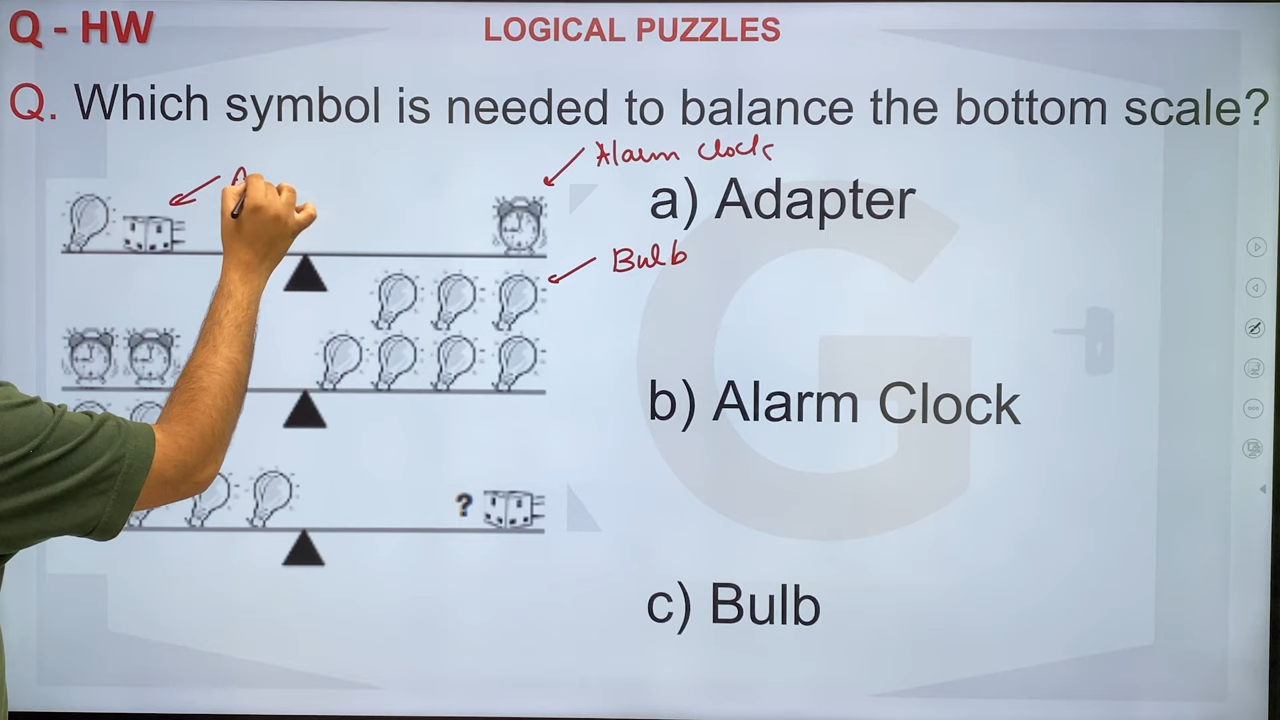 Q - HW
LOGICAL PUZZLES
Q. Which symbol is needed to balance the bottom scale?
Alarm Clock
a) Adapter
Bulb
b) Alarm Clock
?
c) Bulb